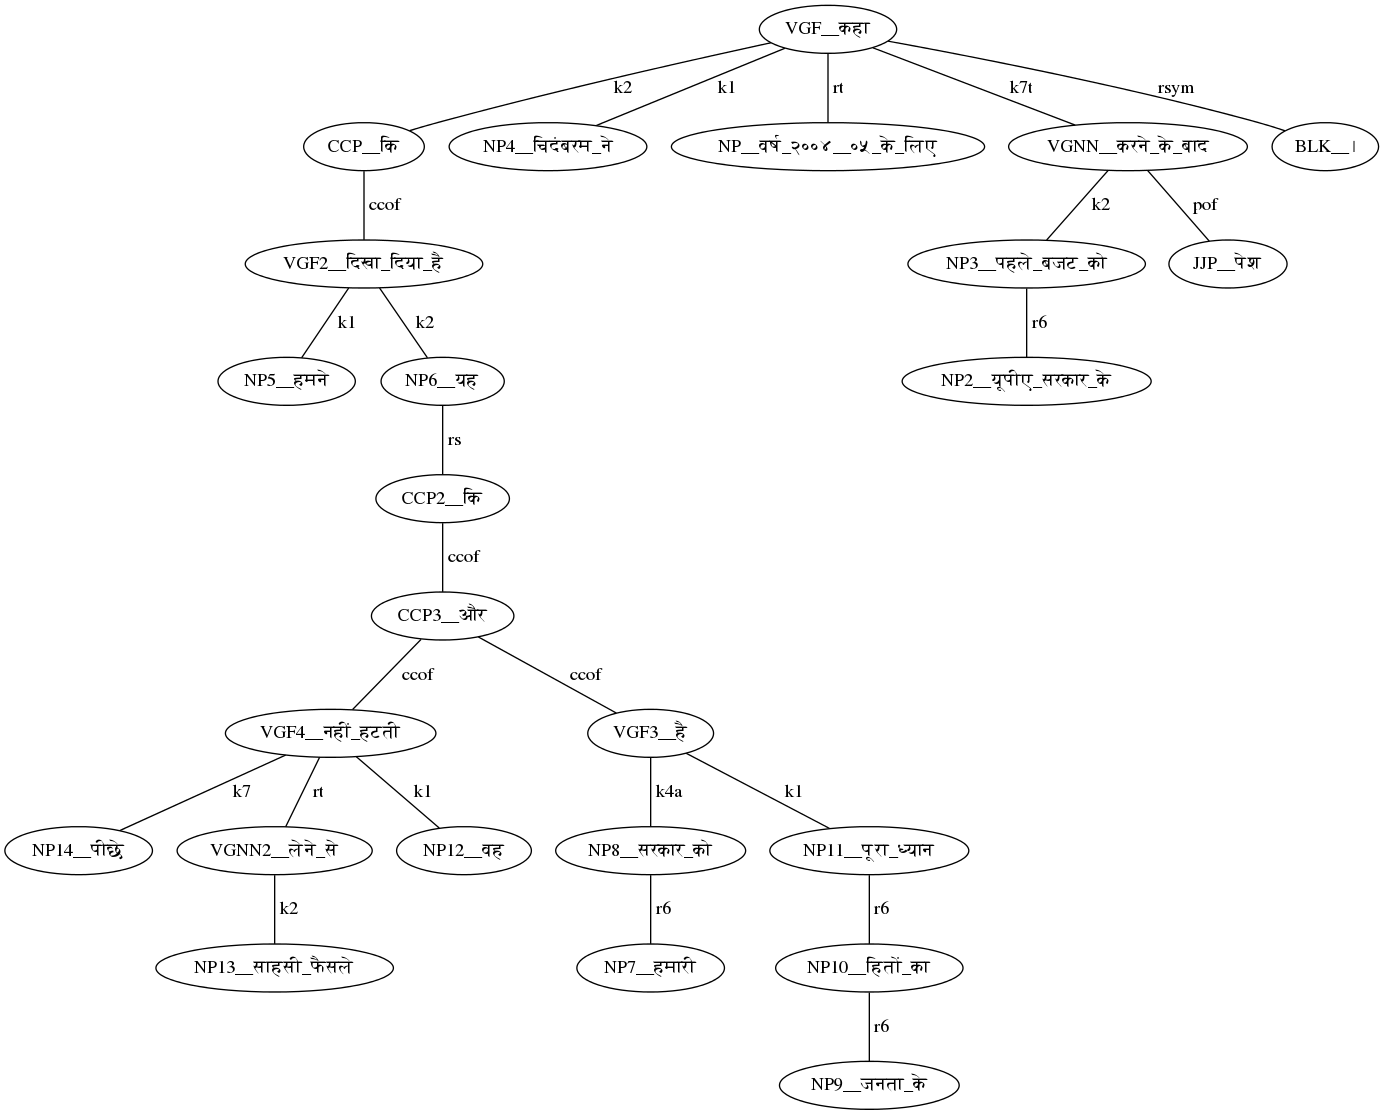 VGF__कहा
k2 k1 rt k7t rsym
CCP__कि NP4__चिदंबरम_ने NP__वर्ष_२००४__०५_के_लिए VGNN__करने_के_बाद BLK__।
ccof k2 pof
VGF2__दिखा_दिया_है NP3__पहले_बजट_को JJP__पेश
k1 k2 r6
NP5__हमने NP6__यह NP2__यूपीए_सरकार_के
rs
CCP2__कि
ccof
CCP3__और
ccof ccof
VGF4__नहीं_हटती VGF3__है
k7 rt k1 k4a k1
NP14__पीछे VGNN2__लेने_से NP12__वह NP8__सरकार_को NP11__पूरा_ध्यान
k2 r6 r6
NP13__साहसी_फैसले NP7__हमारी NP10__हितों_का
r6
NP9__जनता_के